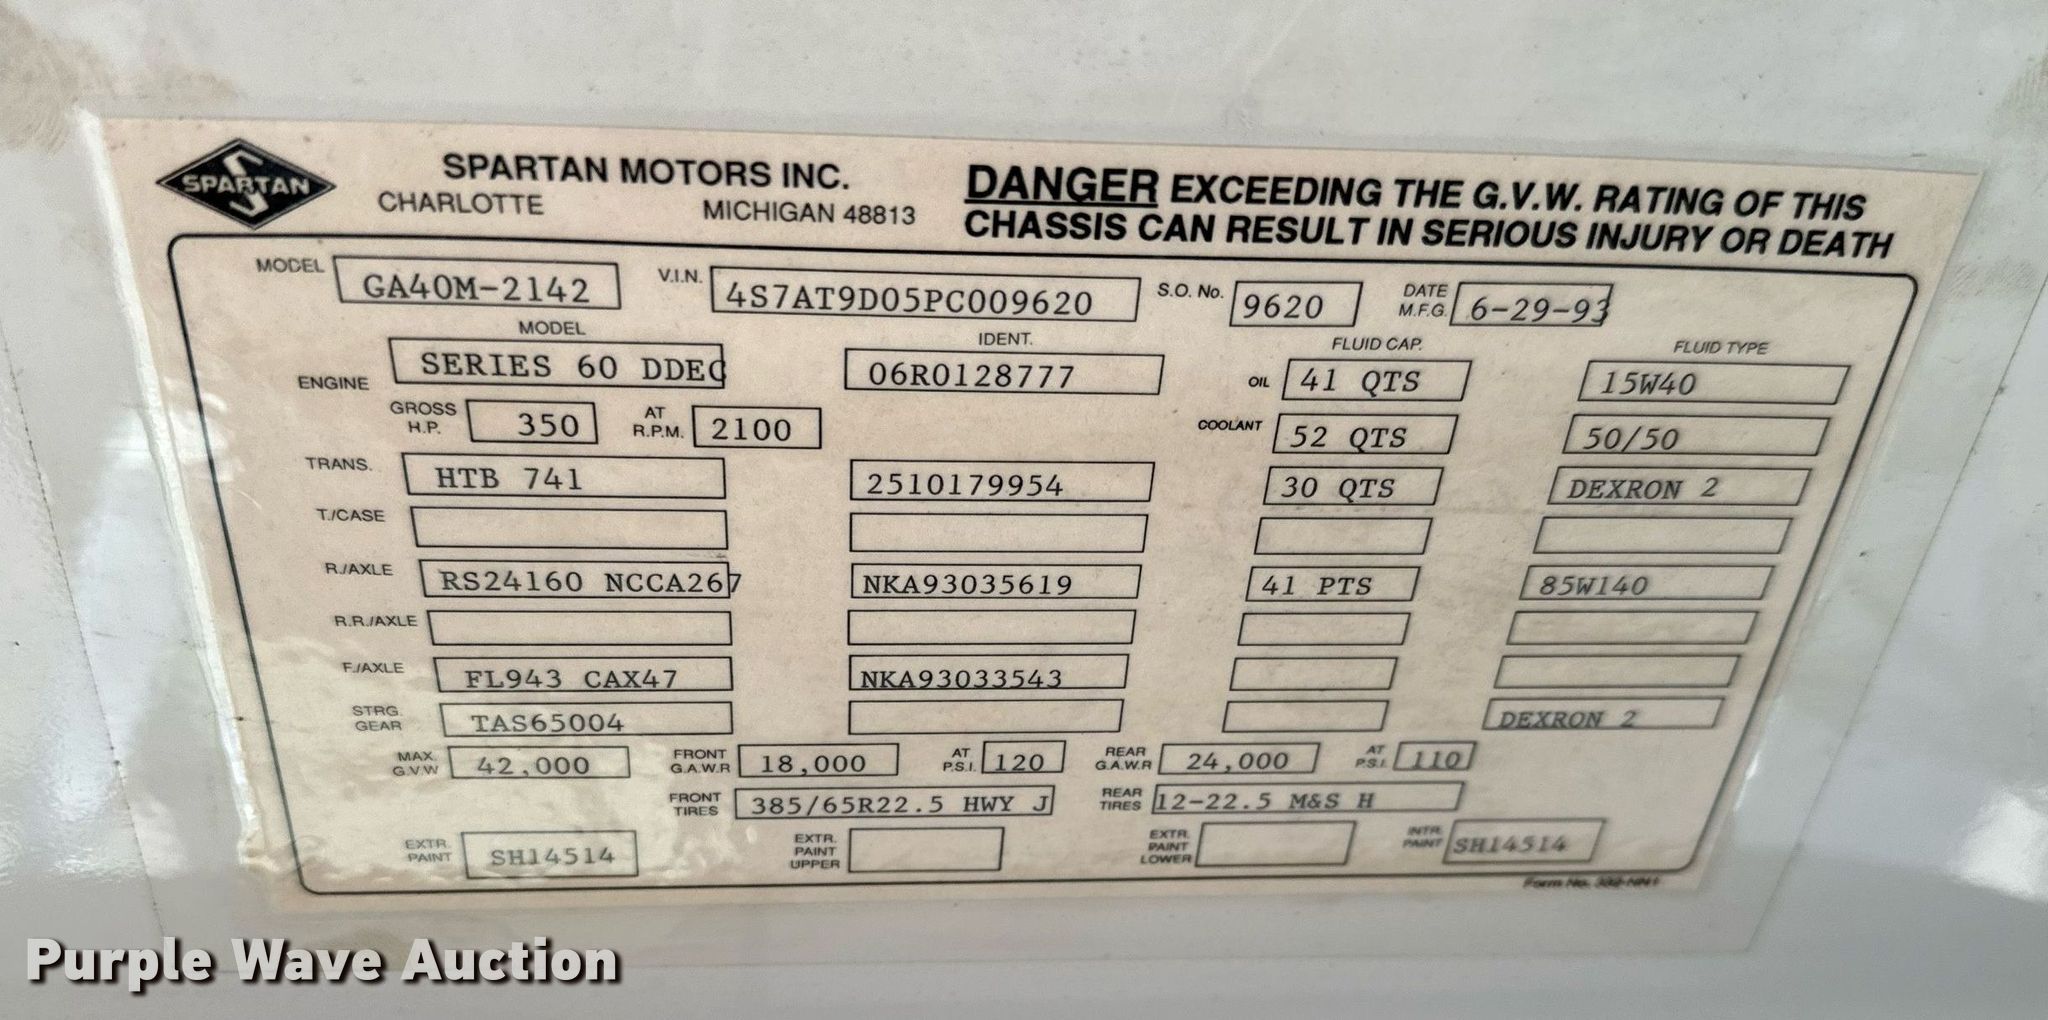 SPARTAN
SPARTAN MOTORS INC.
CHARLOTTE MICHIGAN 48813
DANGER EXCEEDING THE G.V.W. RATING OF THIS
CHASSIS CAN RESULT IN SERIOUS INJURY OR DEATH
MODEL GA40M-2142 V.I.N. 4S7AT9D05PC009620 S.O. No. 9620 DATE M.F.G. 6-29-93
MODEL IDENT. FLUID CAP. FLUID TYPE
ENGINE SERIES 60 DDEC 06R0128777 OIL 41 QTS 15W40
GROSS H.P. 350 AT R.P.M. 2100 COOLANT 52 QTS 50/50
TRANS. HTB 741 2510179954 30 QTS DEXRON 2
T./CASE
R./AXLE RS24160 NCCA267 NKA93035619 41 PTS 85W140
R.R./AXLE
F./AXLE FL943 CAX47 NKA93033543
STRG. GEAR TAS65004 DEXRON 2
MAX. G.V.W 42,000 FRONT G.A.W.R 18,000 AT P.S.I. 120 REAR G.A.W.R 24,000 AT P.S.I. 110
FRONT TIRES 385/65R22.5 HWY J REAR TIRES 12-22.5 M&S H
EXTR. PAINT SH14514 EXTR. PAINT UPPER EXTR. PAINT LOWER INTR. PAINT SH14514
Form No.
Purple Wave Auction